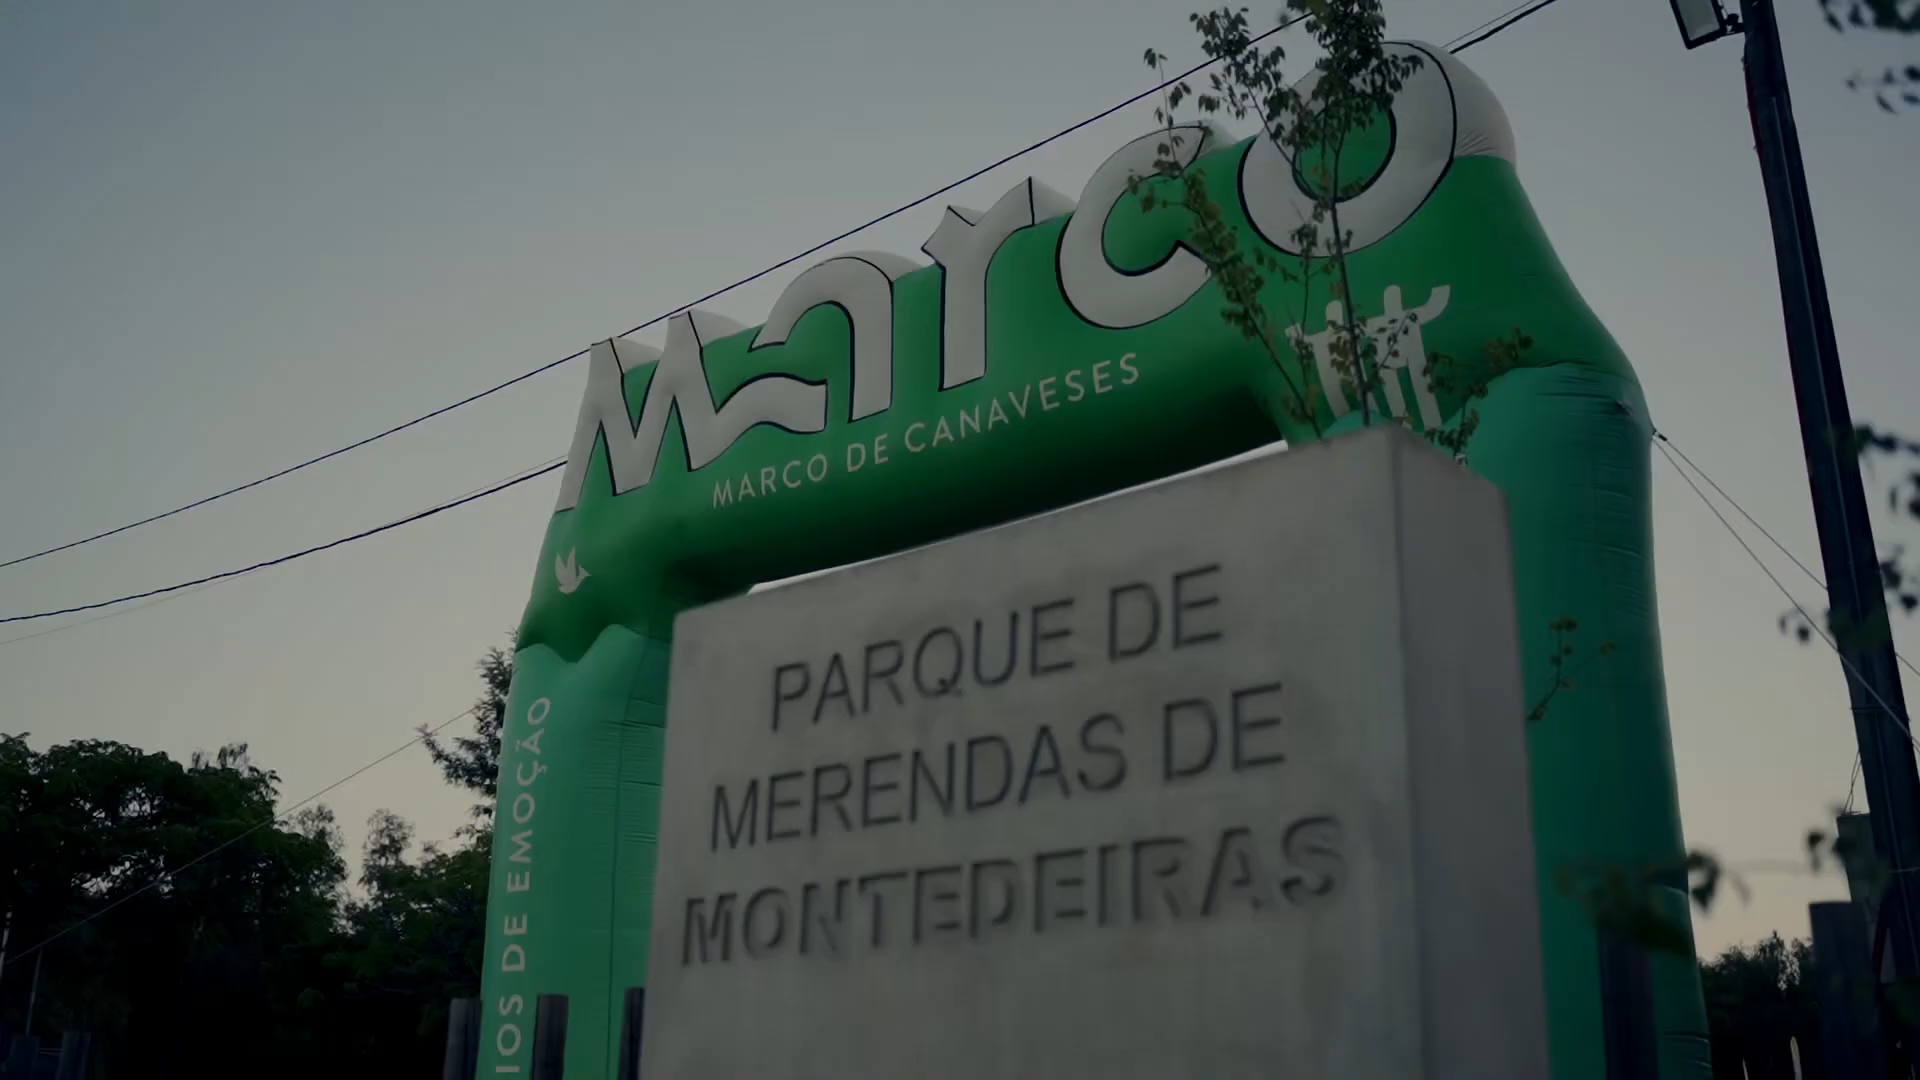 Marco
MARCO DE CANAVESES
IOS DE EMOÇÃO
PARQUE DE
MERENDAS DE
MONTEDEIRAS